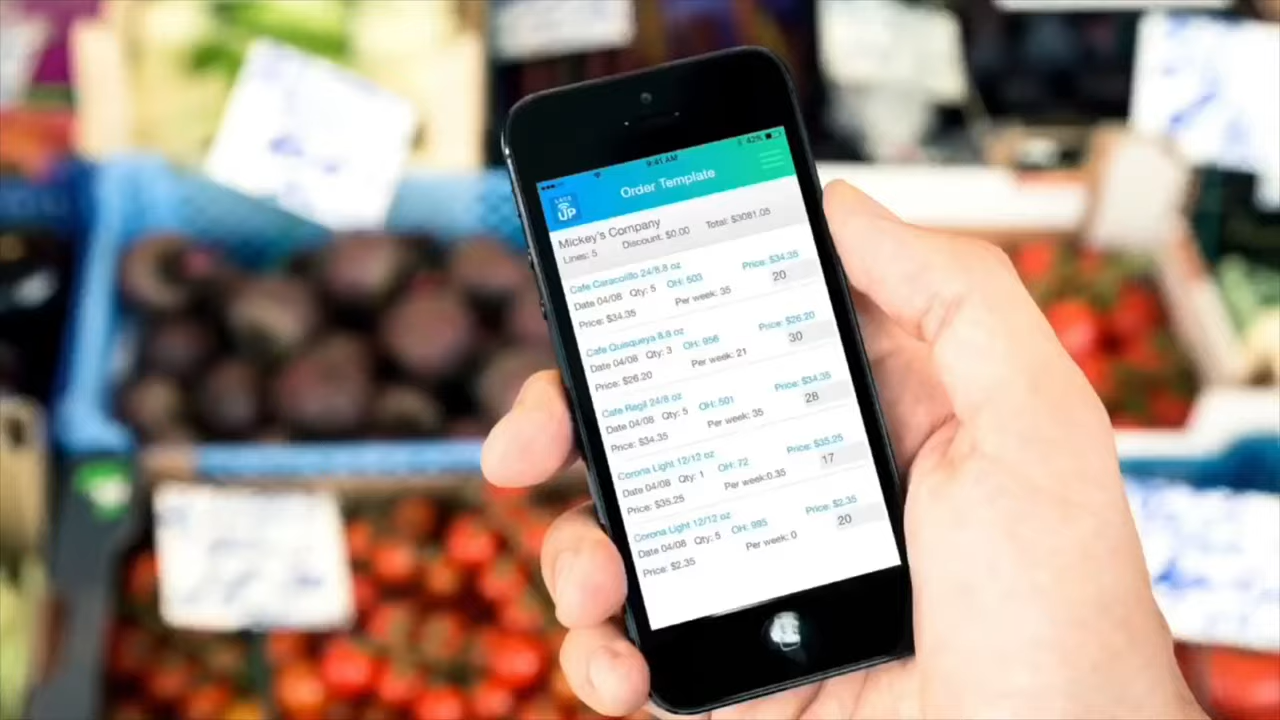 9:41 AM
42%
UP
Order Template
Mickey's Company
Lines: 5 Discount: $0.00 Total: $3081.05
Cafe Caracolillo 24/8.8 oz
Date 04/08 Qty: 5 OH: 503 Price: $34.35
Price: $34.35 Per week: 35 20
Cafe Quisqueya 8.8 oz
Date 04/08 Qty: 3 OH: 956 Price: $26.20
Price: $26.20 Per week: 21 30
Cafe Regil 24/8 oz
Date 04/08 Qty: 5 OH: 501 Price: $34.35
Price: $34.35 Per week: 35 28
Corona Light 12/12 oz
Date 04/08 Qty: 1 OH: 72 Price: $35.25
Price: $35.25 Per week:0.35 17
Corona Light 12/12 oz
Date 04/08 Qty: 5 OH: 995 Price: $2.35
Price: $2.35 Per week: 0 20